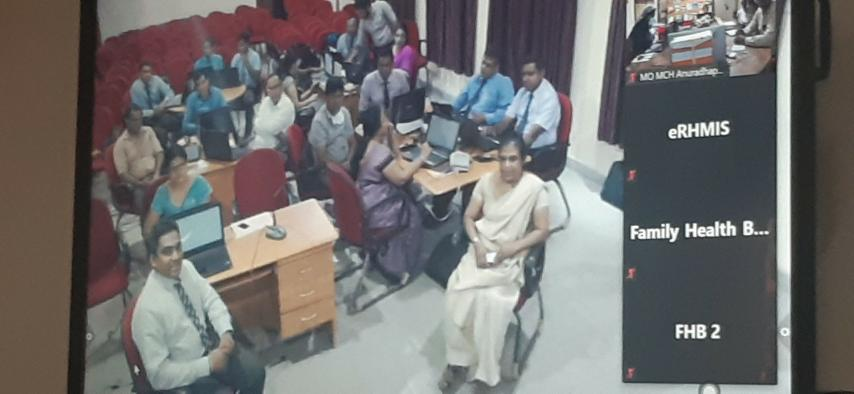 MO MCH Anuradhap...
eRHMIS
Family Health B...
FHB 2